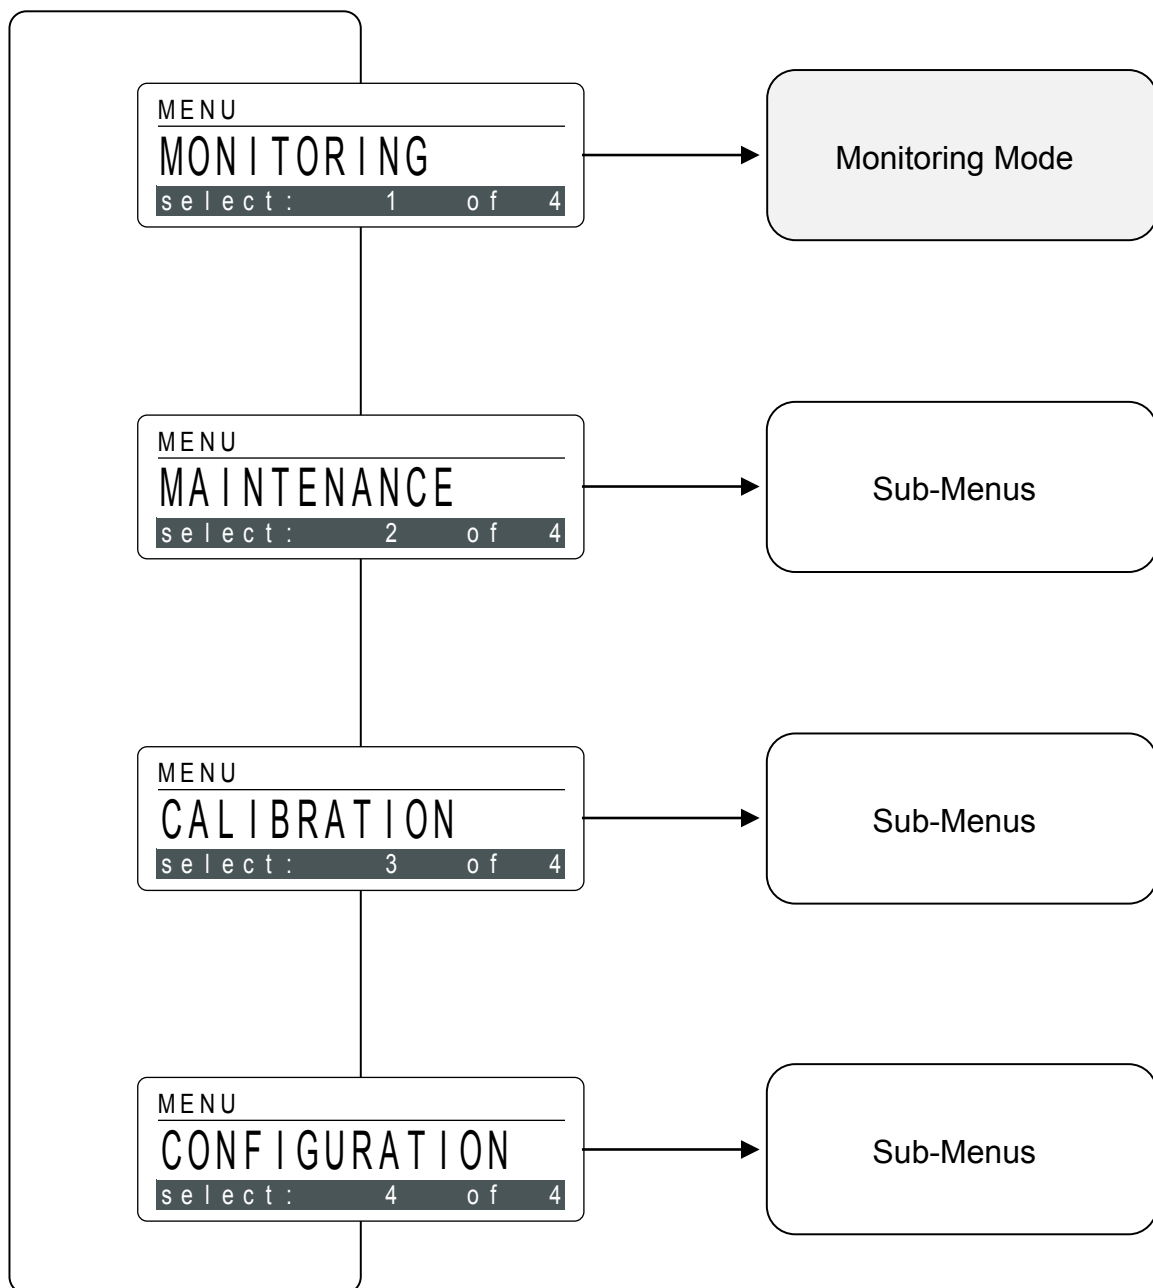 MENU
MONITORING
select: 1 of 4
Monitoring Mode
MENU
MAINTENANCE
select: 2 of 4
Sub-Menus
MENU
CALIBRATION
select: 3 of 4
Sub-Menus
MENU
CONFIGURATION
select: 4 of 4
Sub-Menus